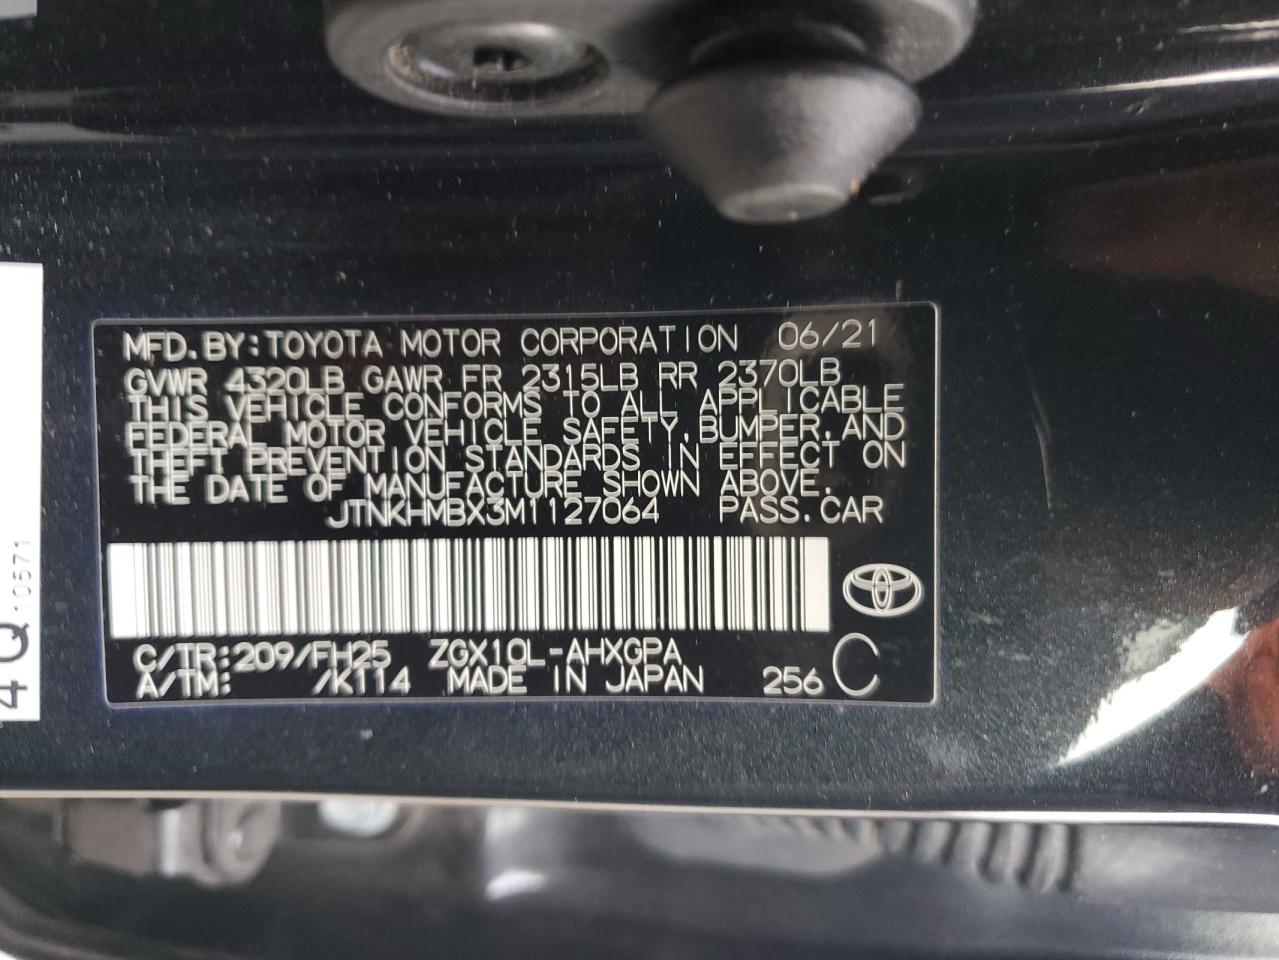 MFD.BY:TOYOTA MOTOR CORPORATION 06/21
GVWR 4320LB GAWR FR 2315LB RR 2370LB
THIS VEHICLE CONFORMS TO ALL APPLICABLE
FEDERAL MOTOR VEHICLE SAFETY,BUMPER,AND
THEFT PREVENTION STANDARDS IN EFFECT ON
THE DATE OF MANUFACTURE SHOWN ABOVE.
JTNKHMBX3M1127064 PASS.CAR
C/TR:209/FH25 ZGX10L-AHXGPA
A/TM: /K114 MADE IN JAPAN 256 C
4Q
10571